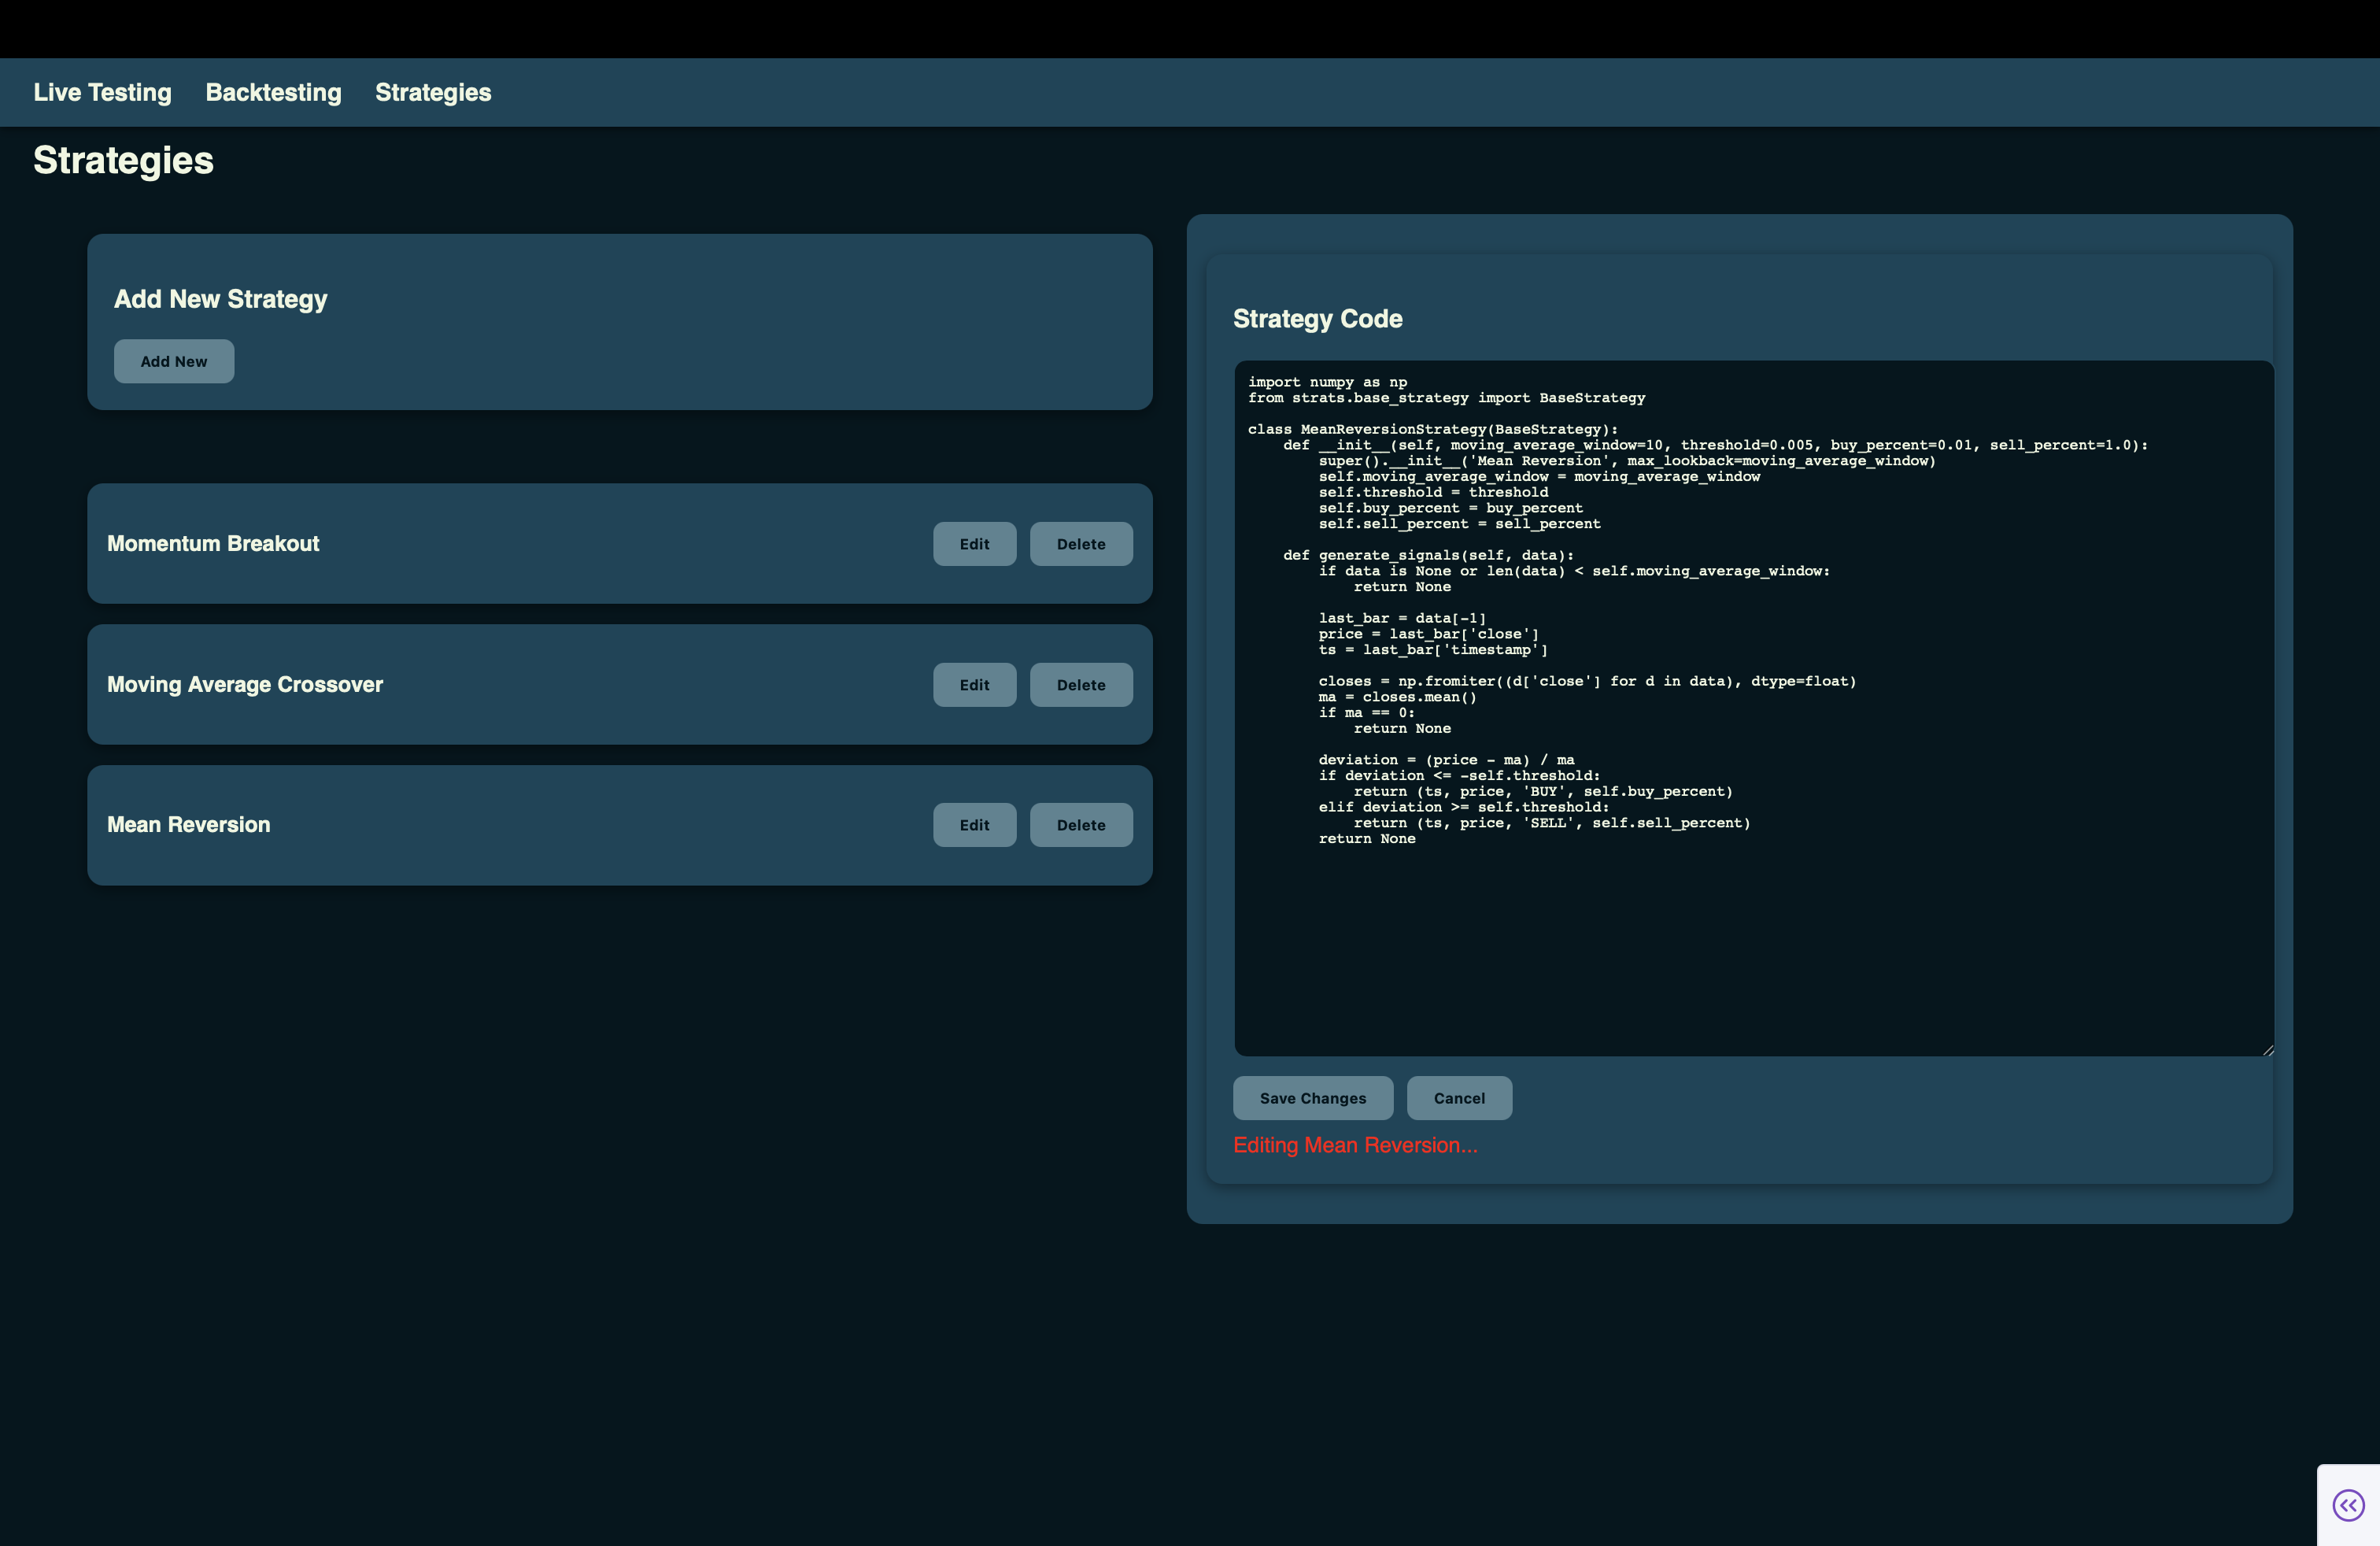 Live Testing Backtesting Strategies
Strategies
Add New Strategy
Add New
Momentum Breakout Edit Delete
Moving Average Crossover Edit Delete
Mean Reversion Edit Delete
Strategy Code
import numpy as np
from strats.base_strategy import BaseStrategy
class MeanReversionStrategy(BaseStrategy):
    def __init__(self, moving_average_window=10, threshold=0.005, buy_percent=0.01, sell_percent=1.0):
        super().__init__('Mean Reversion', max_lookback=moving_average_window)
        self.moving_average_window = moving_average_window
        self.threshold = threshold
        self.buy_percent = buy_percent
        self.sell_percent = sell_percent
    def generate_signals(self, data):
        if data is None or len(data) < self.moving_average_window:
            return None
        last_bar = data[-1]
        price = last_bar['close']
        ts = last_bar['timestamp']
        closes = np.fromiter((d['close'] for d in data), dtype=float)
        ma = closes.mean()
        if ma == 0:
            return None
        deviation = (price - ma) / ma
        if deviation <= -self.threshold:
            return (ts, price, 'BUY', self.buy_percent)
        elif deviation >= self.threshold:
            return (ts, price, 'SELL', self.sell_percent)
        return None
Save Changes Cancel
Editing Mean Reversion...